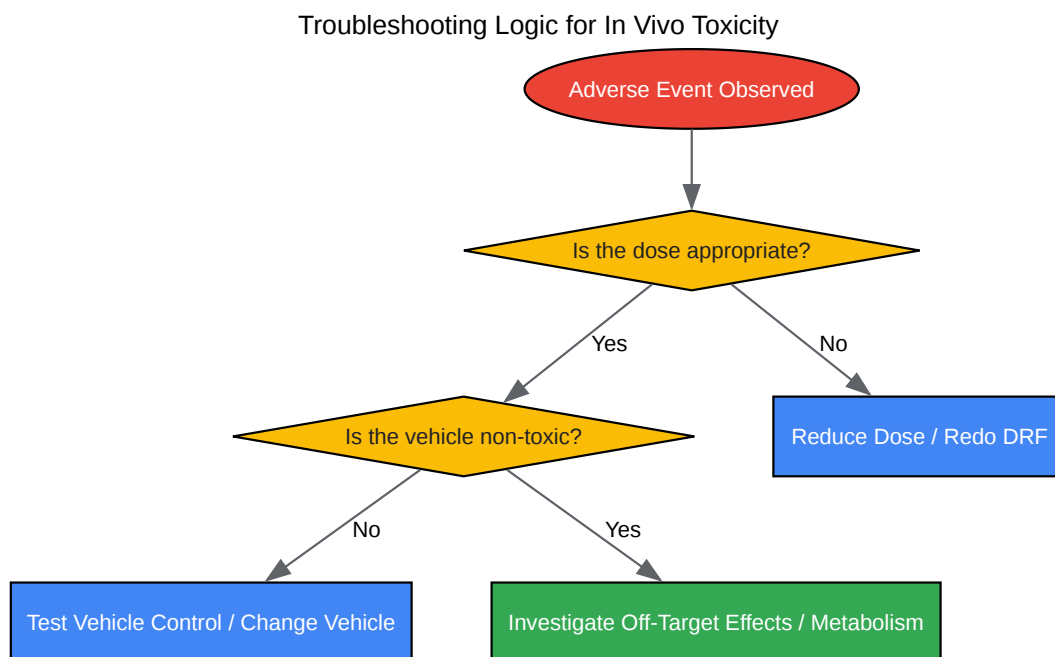 Troubleshooting Logic for In Vivo Toxicity
Adverse Event Observed
Is the dose appropriate?
Yes
No
Is the vehicle non-toxic?
Reduce Dose / Redo DRF
No
Yes
Test Vehicle Control / Change Vehicle
Investigate Off-Target Effects / Metabolism